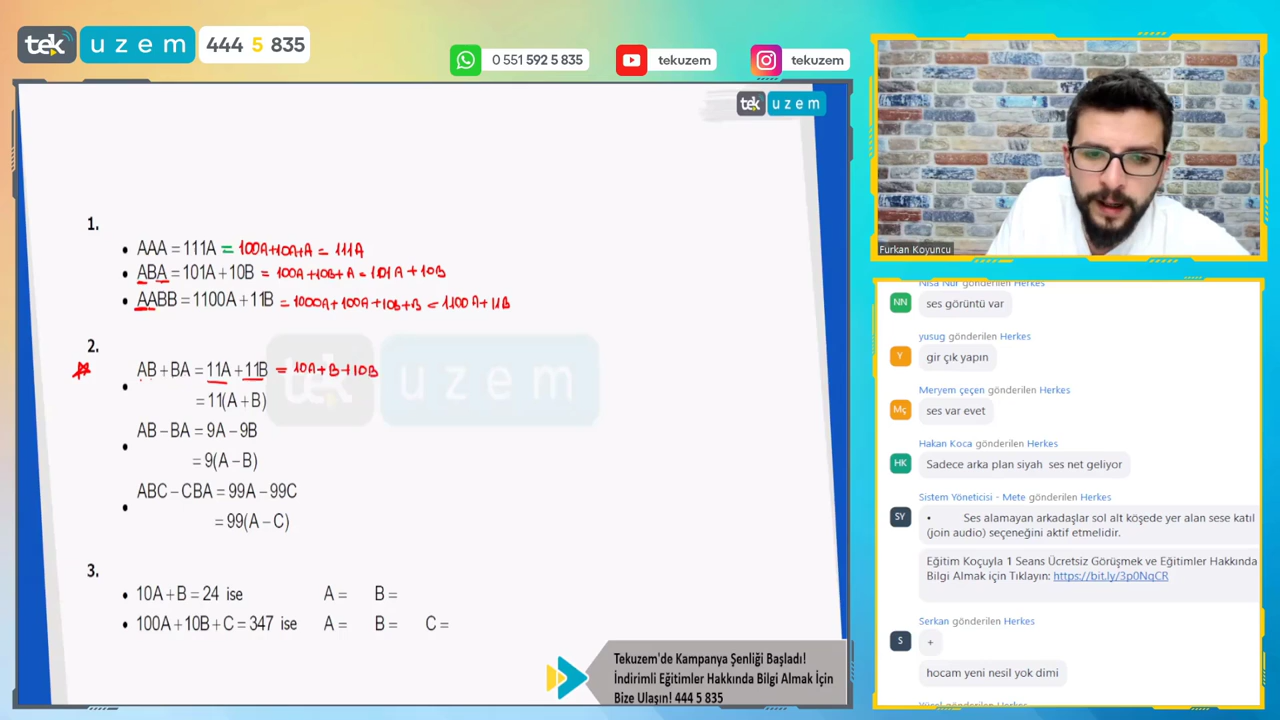 tek uzem 444 5 835
0 551 592 5 835
tekuzem
tekuzem
tek uzem
1.
• AAA = 111A = 100A+10A+A = 111A
• ABA = 101A + 10B = 100A+10B+A = 101A + 10B
• AABB = 1100A + 11B = 1000A+100A+10B+B = 1100A+11B
2.
• AB + BA = 11A + 11B = 10A+B+10B
= 11(A + B)
• AB − BA = 9A − 9B
= 9(A − B)
• ABC − CBA = 99A − 99C
= 99(A − C)
tek uzem
3.
• 10A + B = 24 ise A = B =
• 100A + 10B + C = 347 ise A = B = C =
Tekuzem'de Kampanya Şenliği Başladı!
İndirimli Eğitimler Hakkında Bilgi Almak İçin
Bize Ulaşın! 444 5 835
Furkan Koyuncu
Nisa Nur gönderilen Herkes
NN ses görüntü var
yusug gönderilen Herkes
Y gir çık yapın
Meryem çeçen gönderilen Herkes
Mç ses var evet
Hakan Koca gönderilen Herkes
HK Sadece arka plan siyah ses net geliyor
Sistem Yöneticisi - Mete gönderilen Herkes
SY • Ses alamayan arkadaşlar sol alt köşede yer alan sese katıl
(join audio) seçeneğini aktif etmelidir.
Eğitim Koçuyla 1 Seans Ücretsiz Görüşmek ve Eğitimler Hakkında
Bilgi Almak için Tıklayın: https://bit.ly/3p0NqCR
Serkan gönderilen Herkes
S +
hocam yeni nesil yok dimi